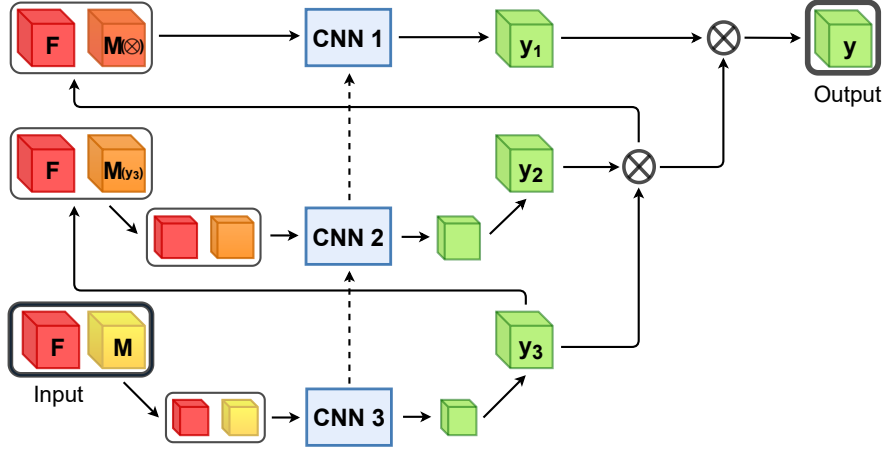 F M(⊗) CNN 1 y₁ ⊗ y
Output
F M(y₃) y₂ ⊗
CNN 2
F M y₃
Input
CNN 3